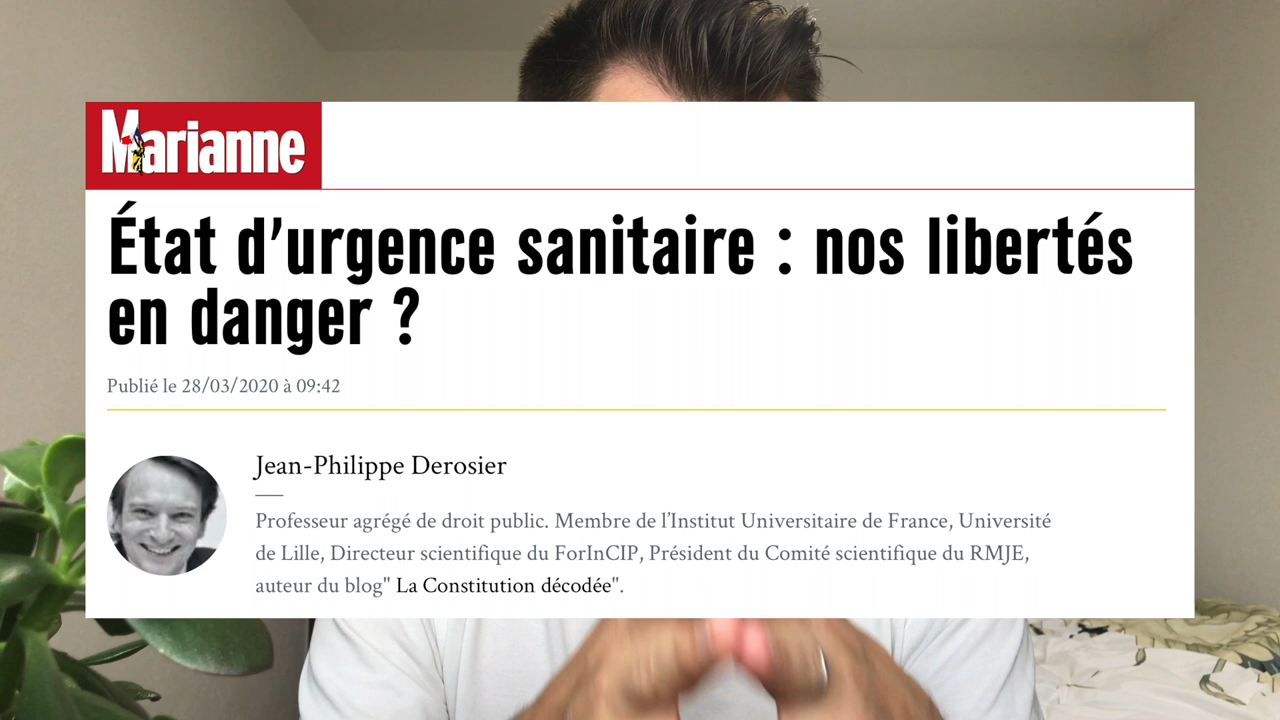 Marianne
État d’urgence sanitaire : nos libertés
en danger ?
Publié le 28/03/2020 à 09:42
Jean-Philippe Derosier
Professeur agrégé de droit public. Membre de l’Institut Universitaire de France, Université
de Lille, Directeur scientifique du ForInCIP, Président du Comité scientifique du RMJE,
auteur du blog" La Constitution décodée".